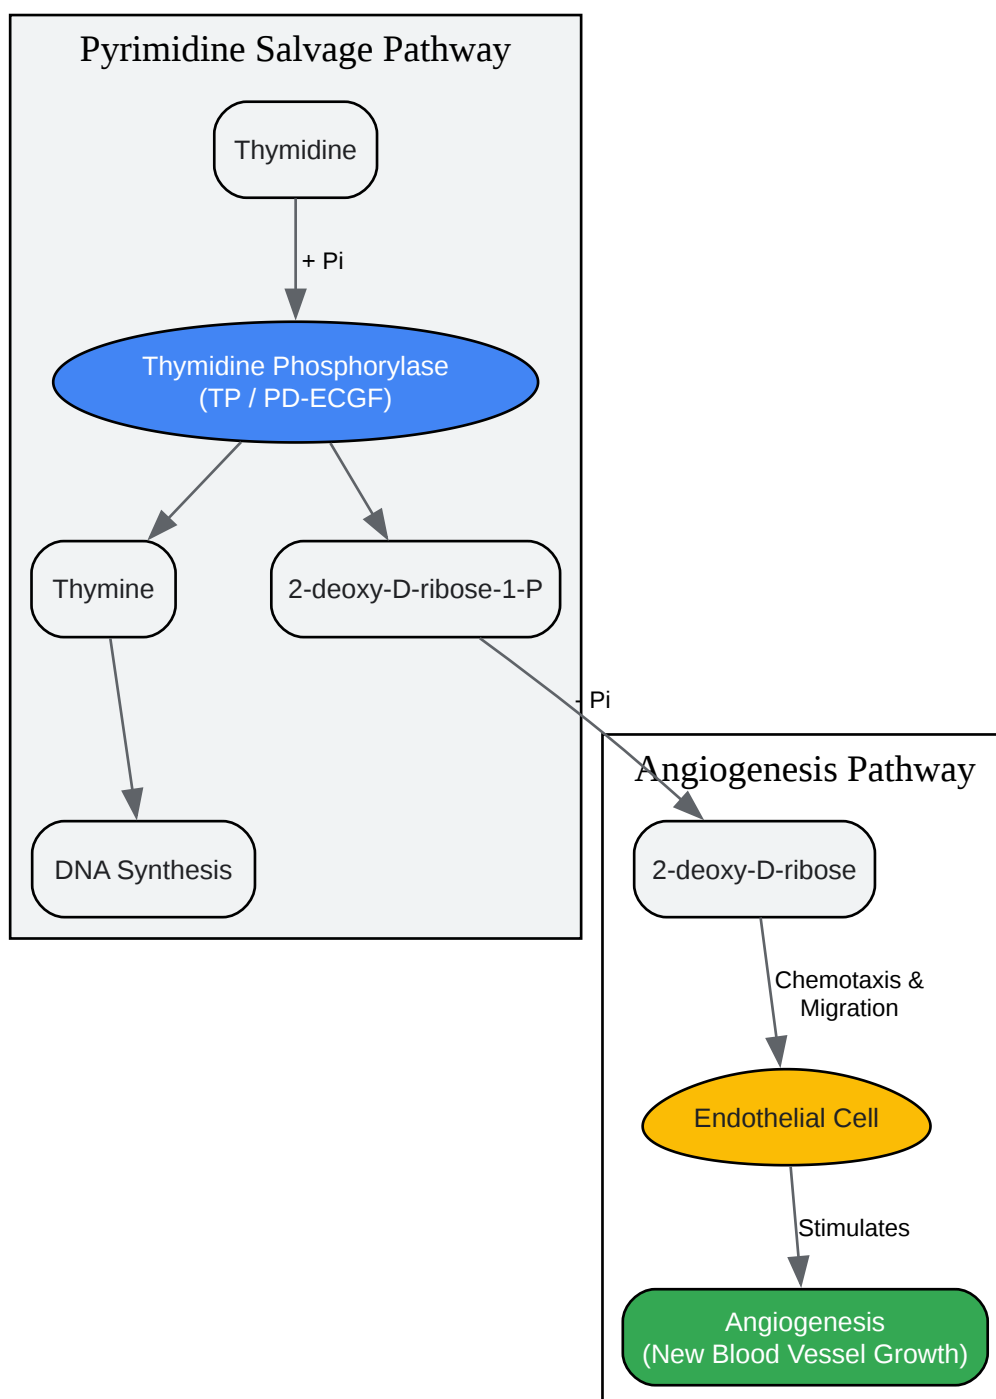 Pyrimidine Salvage Pathway
Thymidine
+ Pi
Thymidine Phosphorylase
(TP / PD-ECGF)
Thymine
2-deoxy-D-ribose-1-P
- Pi
Angiogenesis Pathway
DNA Synthesis
2-deoxy-D-ribose
Chemotaxis &
Migration
Endothelial Cell
Stimulates
Angiogenesis
(New Blood Vessel Growth)